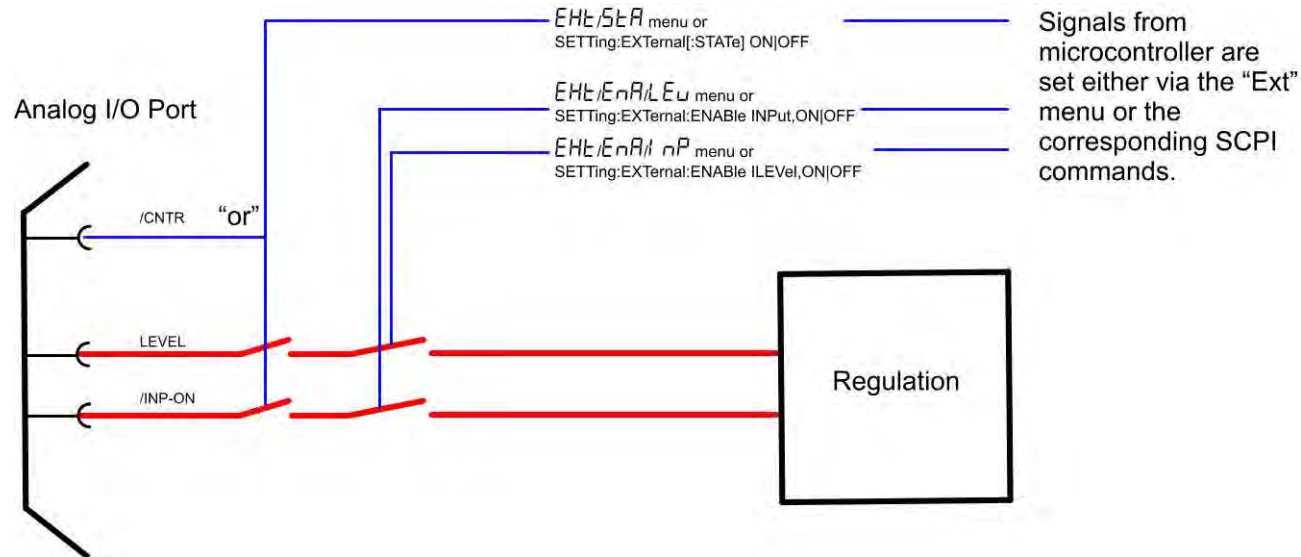 EHt/StA menu or
SETTing:EXTernal[:STATe] ON|OFF
Signals from
microcontroller are
set either via the “Ext”
menu or the
corresponding SCPI
commands.
EHt/EnA/LEu menu or
SETTing:EXTernal:ENABle INPut,ON|OFF
EHt/EnA/I nP menu or
SETTing:EXTernal:ENABle ILEVel,ON|OFF
Analog I/O Port
/CNTR
“or”
LEVEL
/INP-ON
Regulation